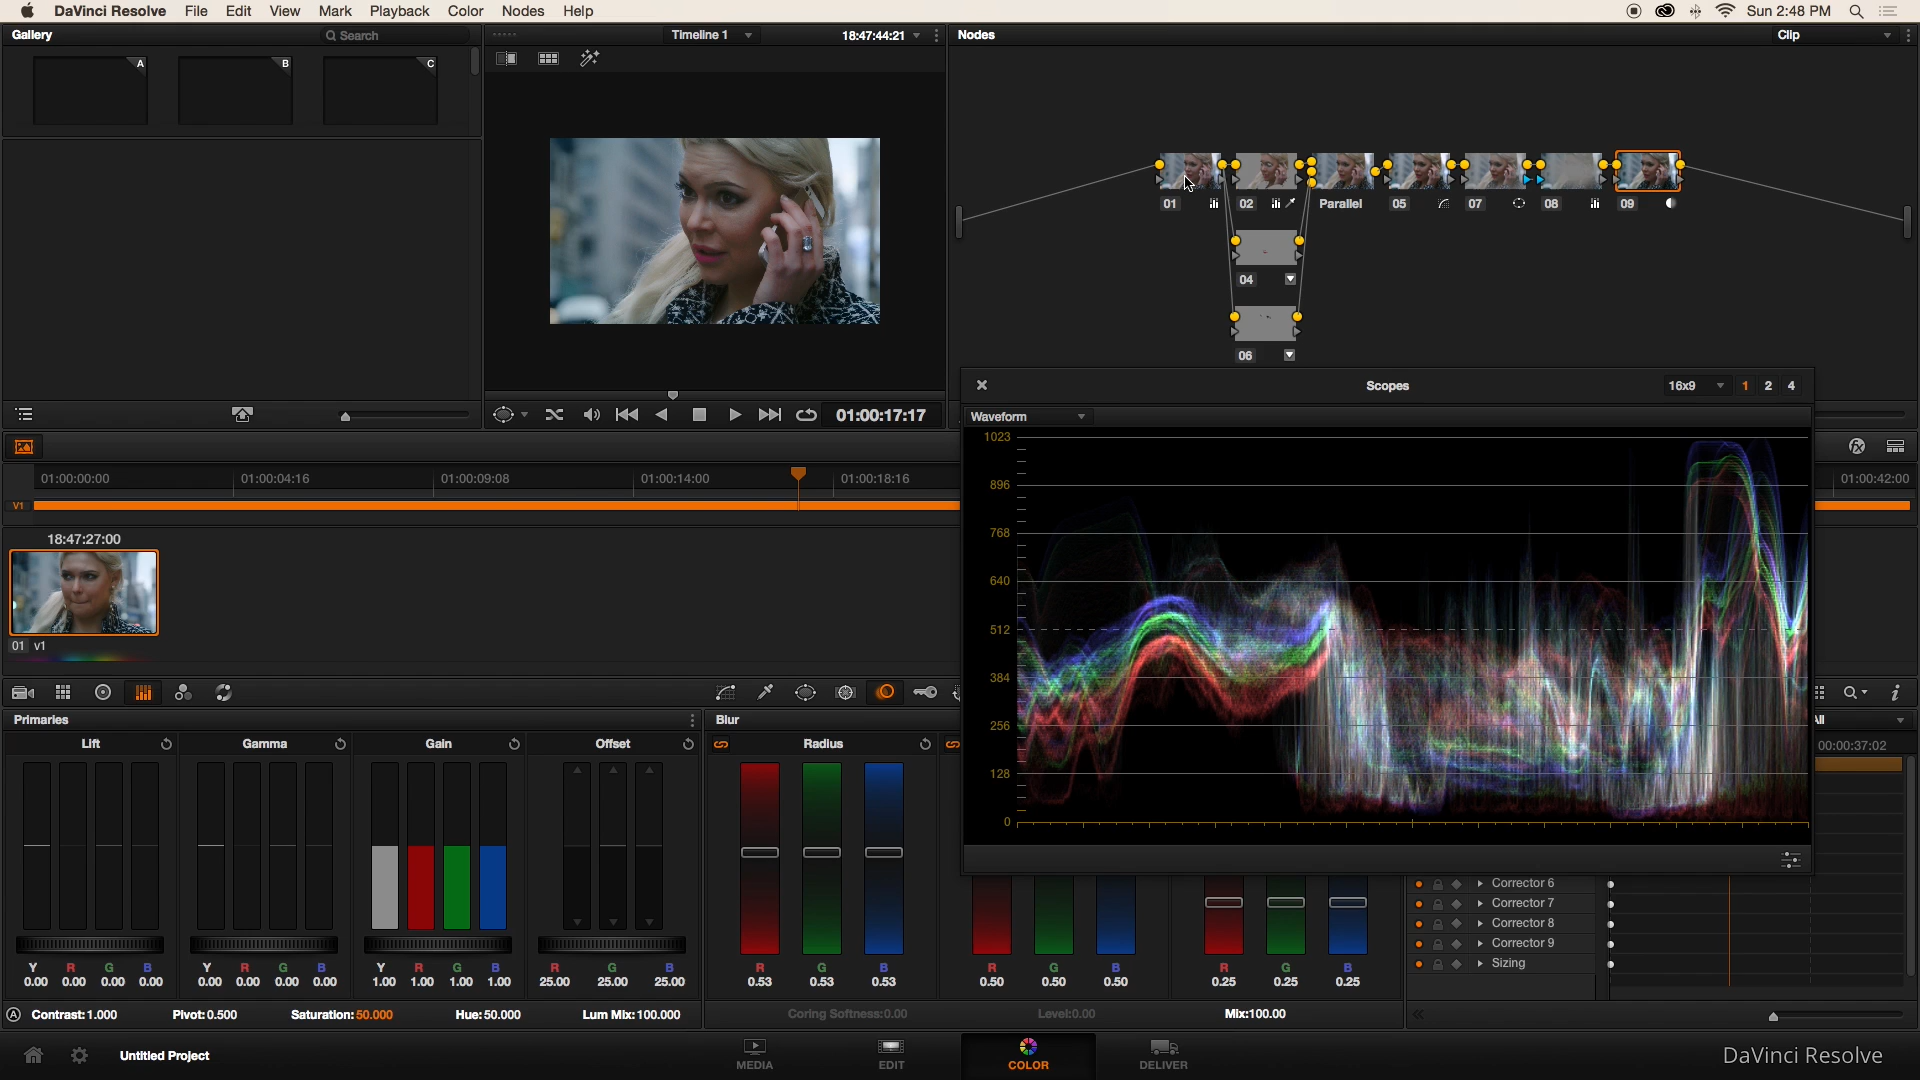 DaVinci Resolve File Edit View Mark Playback Color Nodes Help Sun 2:48 PM
Gallery Search Timeline 1 18:47:44:21 Nodes Clip
A B C
01 02 Parallel 05 07 08 09
04
06
Scopes 16x9 1 2 4
01:00:17:17
Waveform
1023
896
768
640
512
384
256
128
0
01:00:00:00 01:00:04:16 01:00:09:08 01:00:14:00 01:00:18:16 01:00:42:00
V1
18:47:27:00
01 v1
Primaries Blur All
Lift Gamma Gain Offset Radius 00:00:37:02
Corrector 6
Corrector 7
Corrector 8
Corrector 9
Sizing
Y R G B Y R G B Y R G B R G B R G B R G B R G B
0.00 0.00 0.00 0.00 0.00 0.00 0.00 0.00 1.00 1.00 1.00 1.00 25.00 25.00 25.00 0.53 0.53 0.53 0.50 0.50 0.50 0.25 0.25 0.25
A Contrast:1.000 Pivot:0.500 Saturation:50.000 Hue:50.000 Lum Mix:100.000 Coring Softness:0.00 Level:0.00 Mix:100.00
Untitled Project MEDIA EDIT COLOR DELIVER DaVinci Resolve